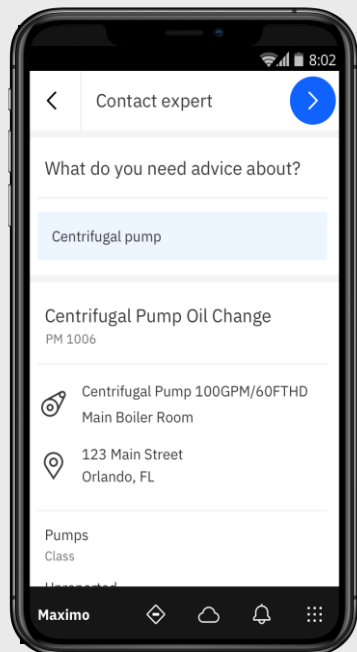 8:02
Contact expert
What do you need advice about?
Centrifugal pump
Centrifugal Pump Oil Change
PM 1006
Centrifugal Pump 100GPM/60FTHD
Main Boiler Room
123 Main Street
Orlando, FL
Pumps
Class
Maximo